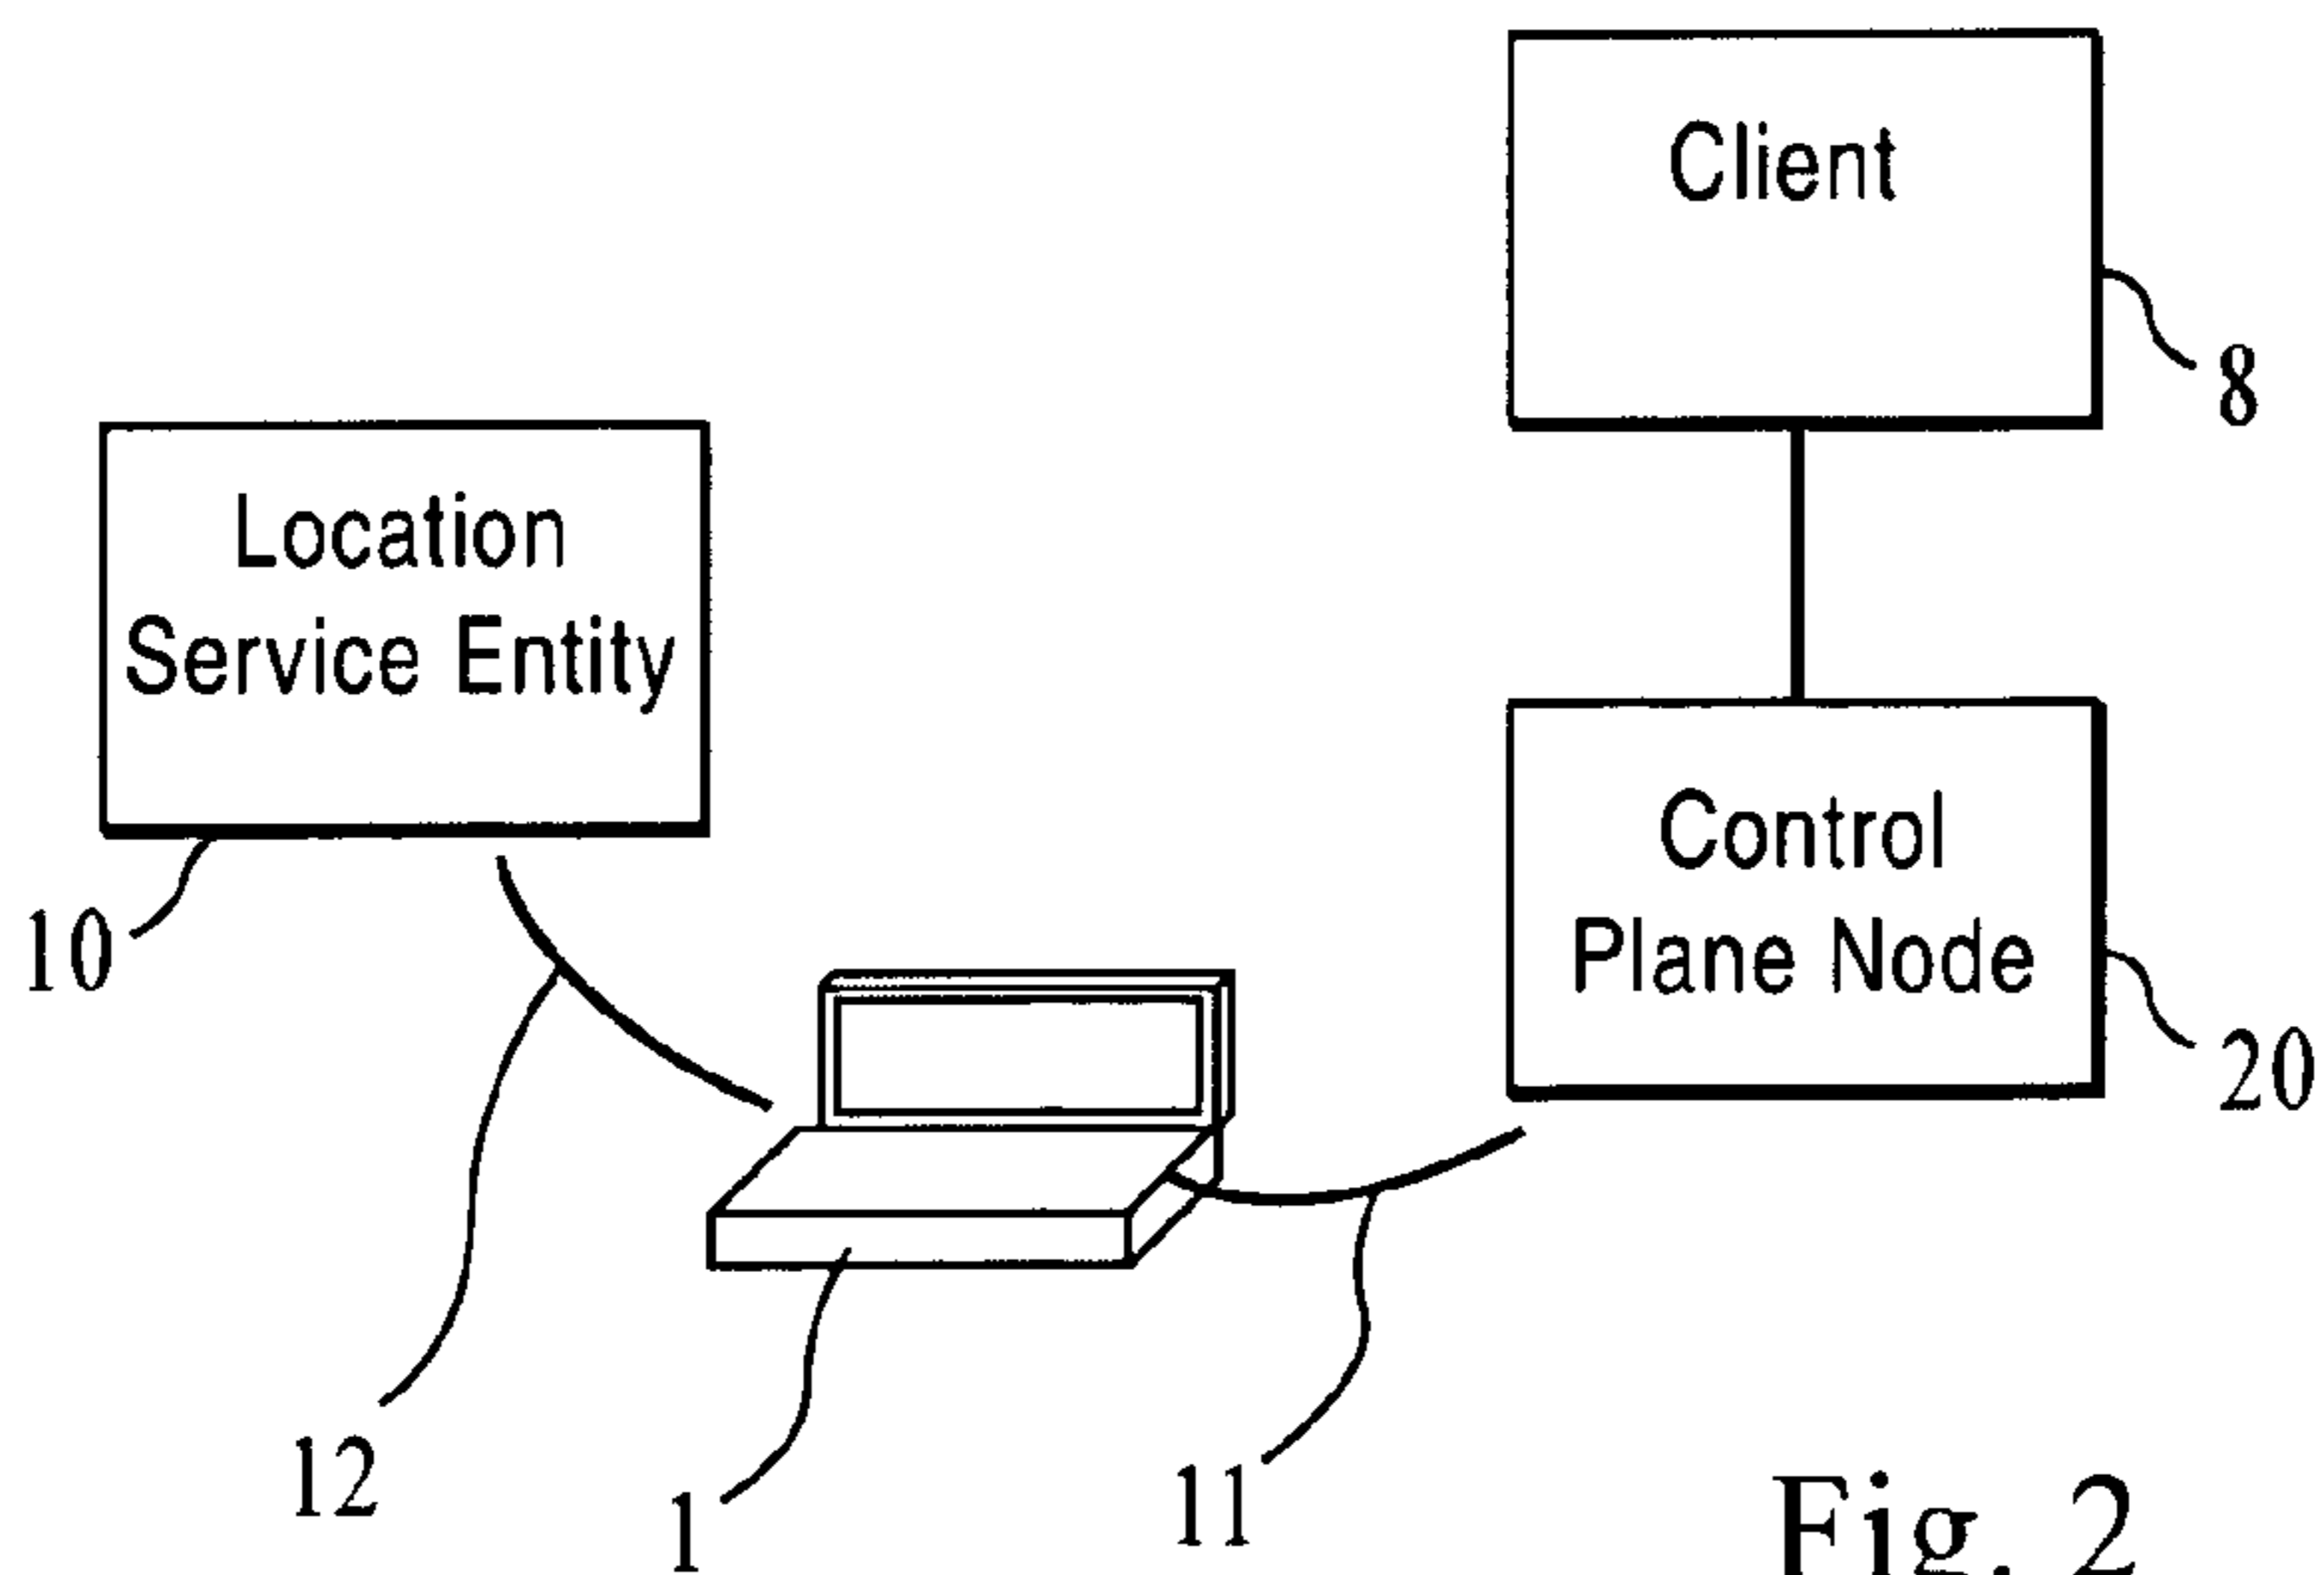 Client
8
Location
Service Entity
10
Control
Plane Node
20
12
1
11
Fig. 2